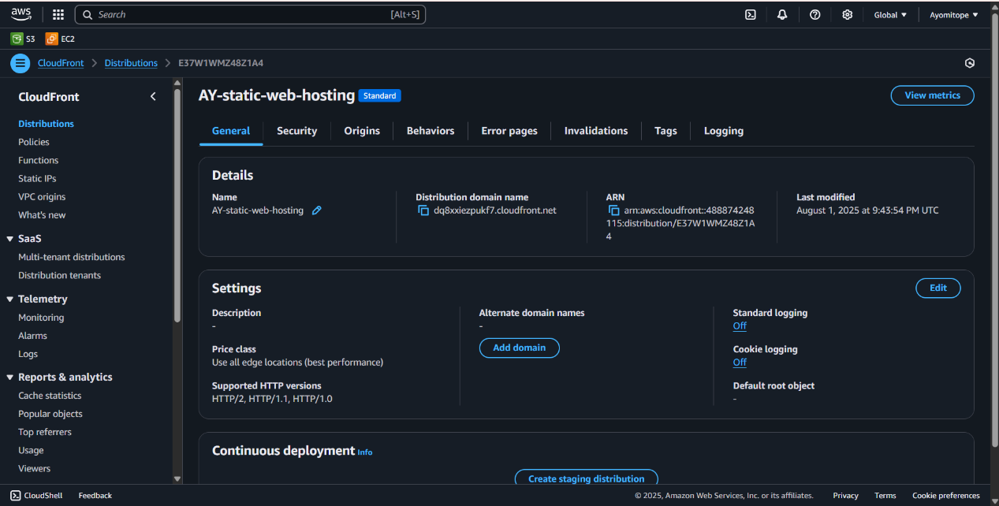 aws
Search [Alt+S]
Global ▼
Ayomitope ▼
S3
EC2
CloudFront > Distributions > E37W1WMZ48Z1A4
CloudFront
Distributions
Policies
Functions
Static IPs
VPC origins
What's new
SaaS
Multi-tenant distributions
Distribution tenants
Telemetry
Monitoring
Alarms
Logs
Reports & analytics
Cache statistics
Popular objects
Top referrers
Usage
Viewers
AY-static-web-hosting Standard
View metrics
General Security Origins Behaviors Error pages Invalidations Tags Logging
Details
Name
AY-static-web-hosting
Distribution domain name
dq8xxiezpukf7.cloudfront.net
ARN
arn:aws:cloudfront::488874248
115:distribution/E37W1WMZ48Z1A
4
Last modified
August 1, 2025 at 9:43:54 PM UTC
Settings
Edit
Description
-
Price class
Use all edge locations (best performance)
Supported HTTP versions
HTTP/2, HTTP/1.1, HTTP/1.0
Alternate domain names
-
Add domain
Standard logging
Off
Cookie logging
Off
Default root object
-
Continuous deployment Info
Create staging distribution
CloudShell Feedback
© 2025, Amazon Web Services, Inc. or its affiliates. Privacy Terms Cookie preferences